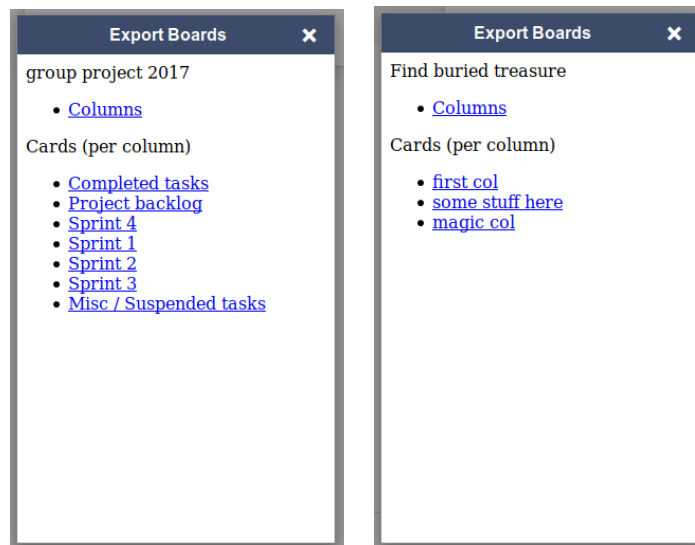 Export Boards ×
group project 2017
• Columns
Cards (per column)
• Completed tasks
• Project backlog
• Sprint 4
• Sprint 1
• Sprint 2
• Sprint 3
• Misc / Suspended tasks
Export Boards ×
Find buried treasure
• Columns
Cards (per column)
• first col
• some stuff here
• magic col